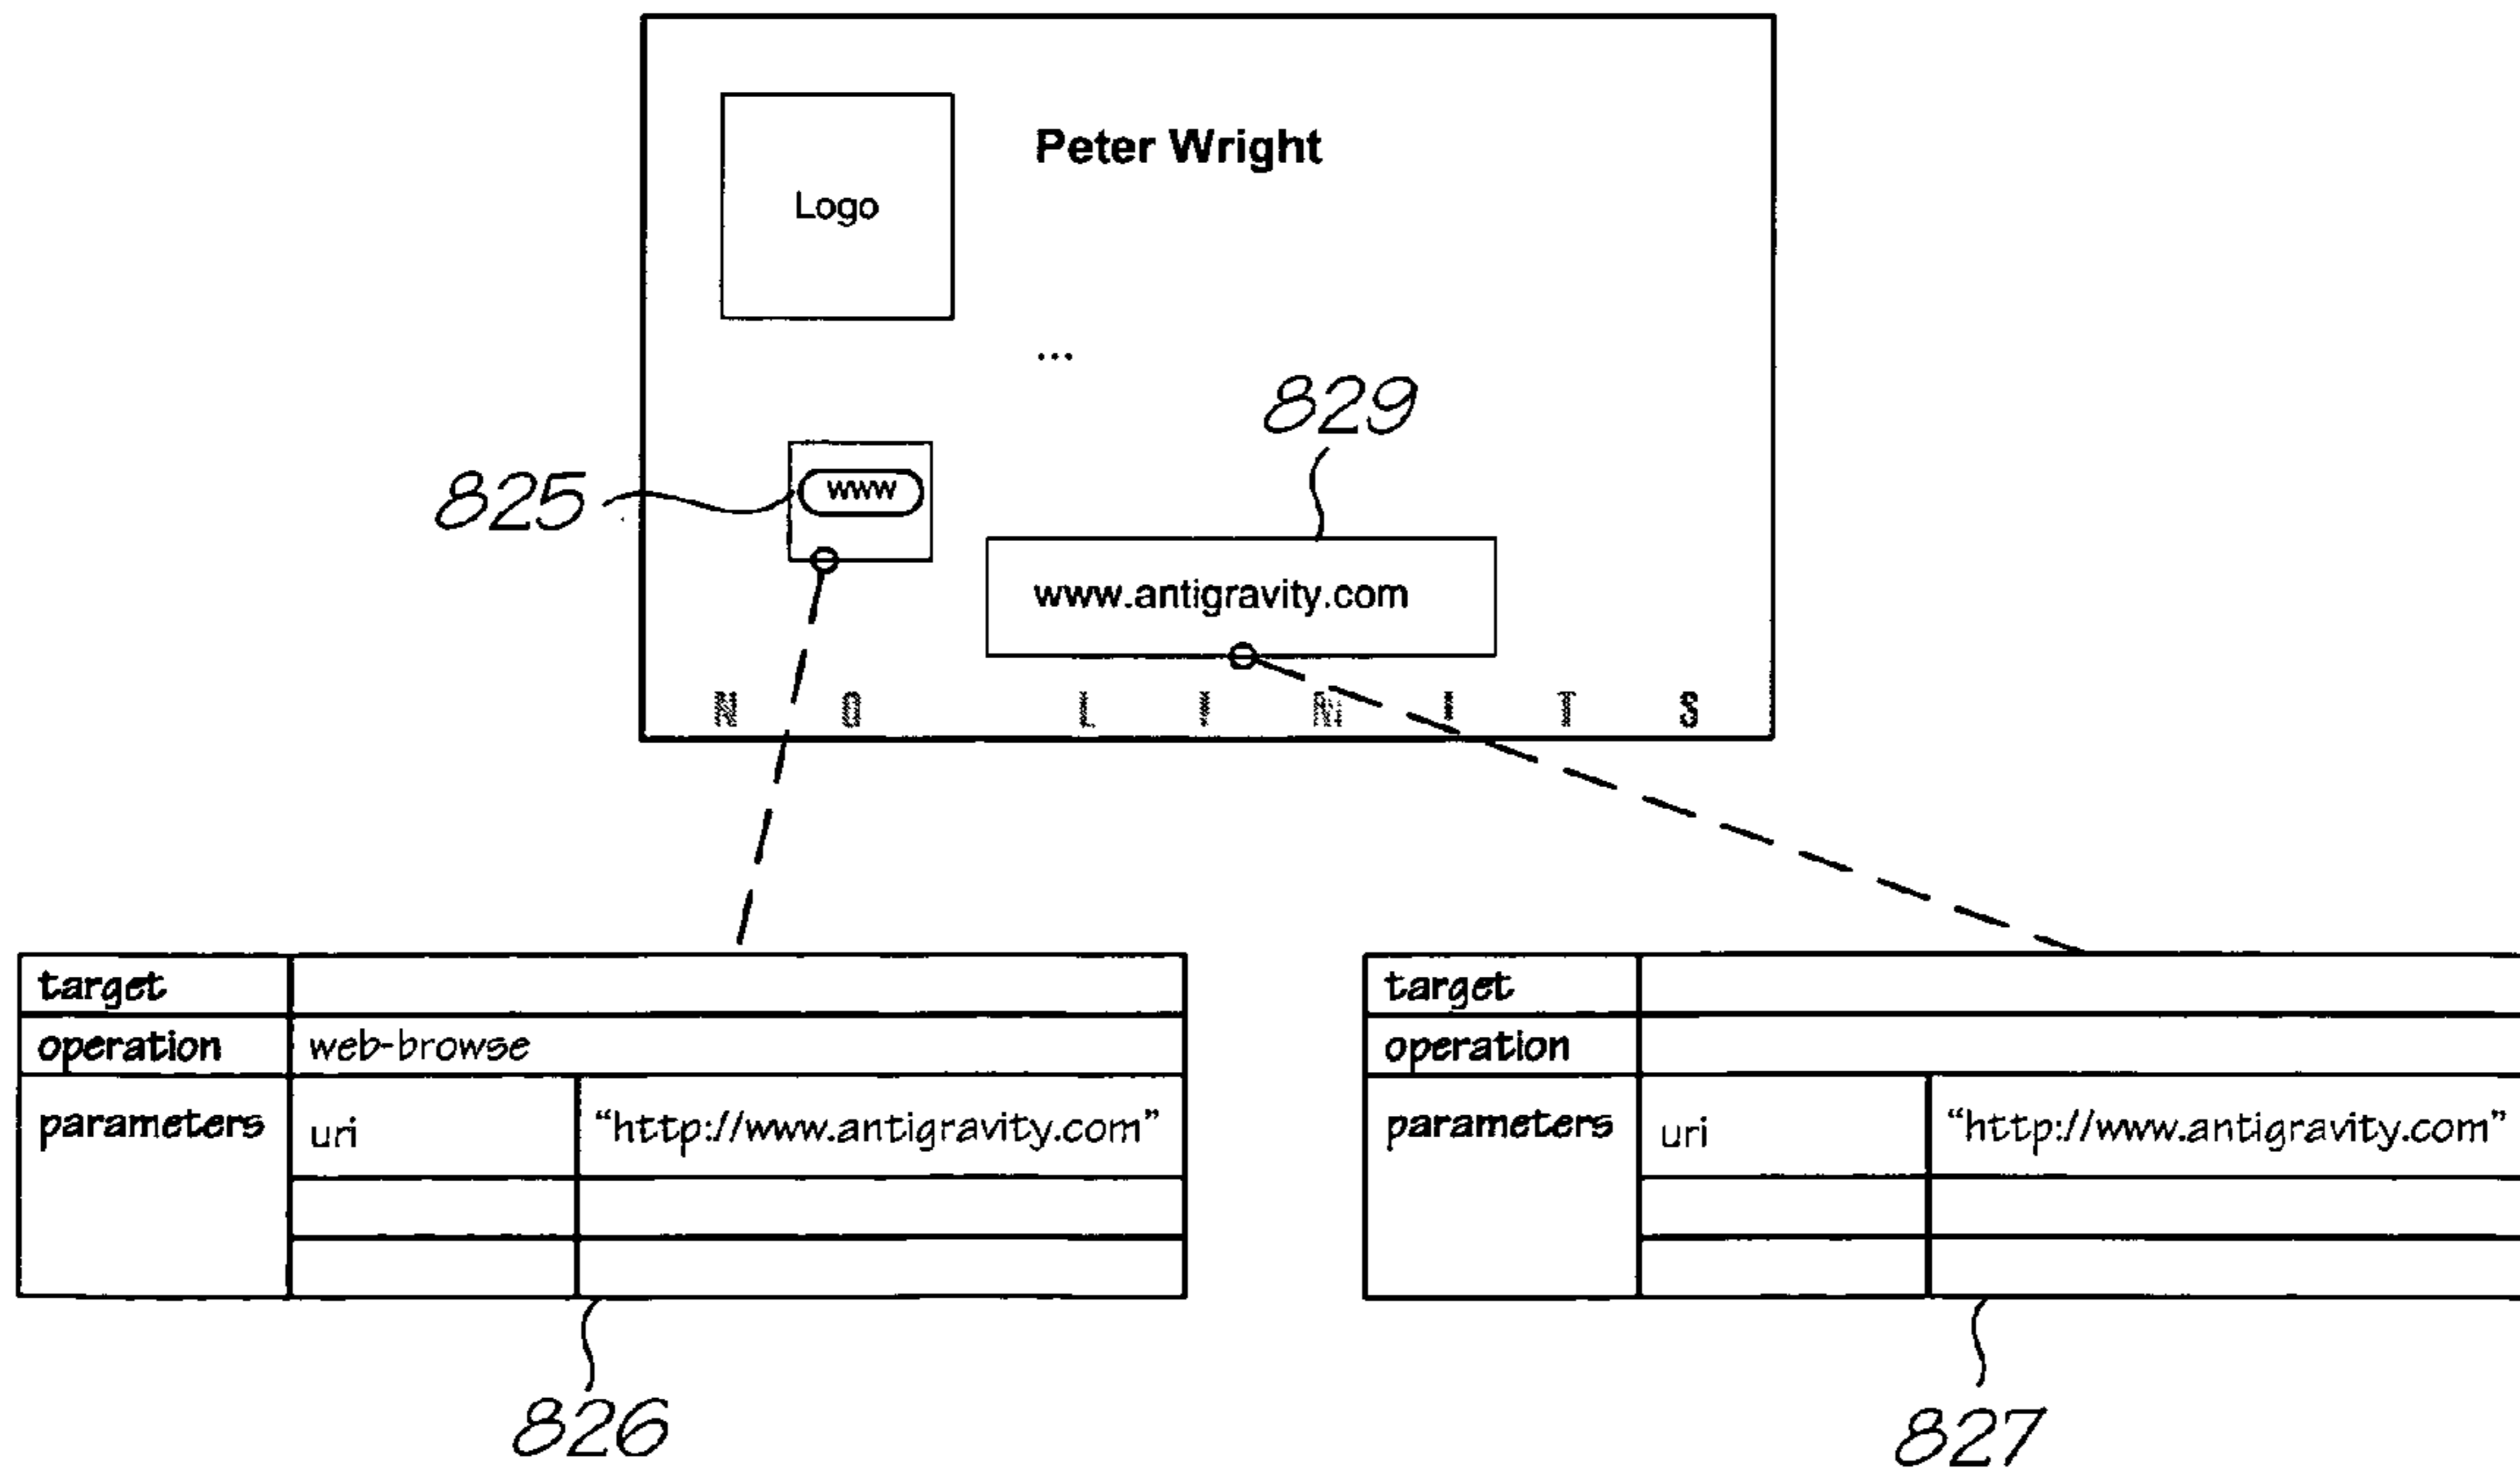 Peter Wright
Logo
...
829
825
www
www.antigravity.com
N O L I M I T S
target
operation web-browse
parameters uri “http://www.antigravity.com”
826
target
operation
parameters uri “http://www.antigravity.com”
827